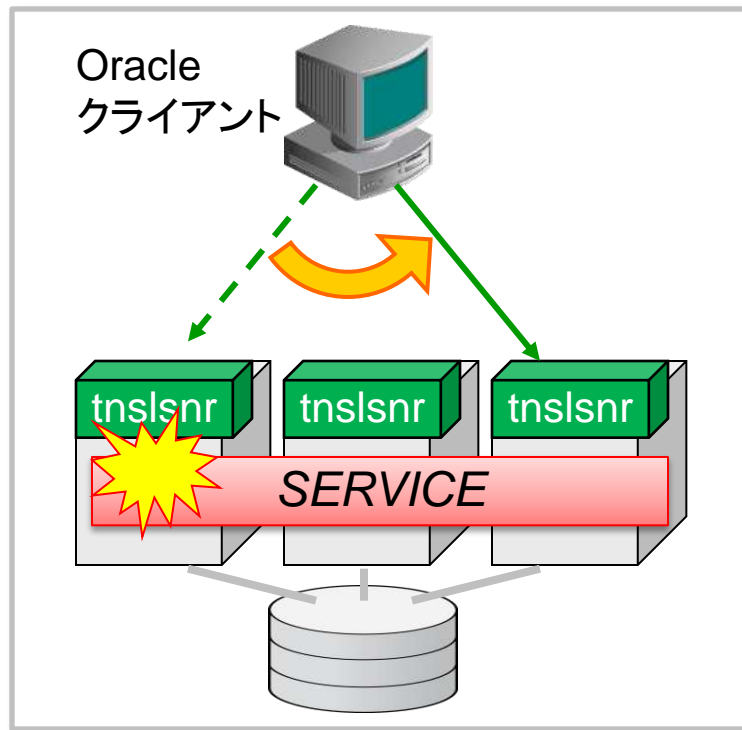 Oracle
クライアント
tnslsnr
tnslsnr
tnslsnr
SERVICE